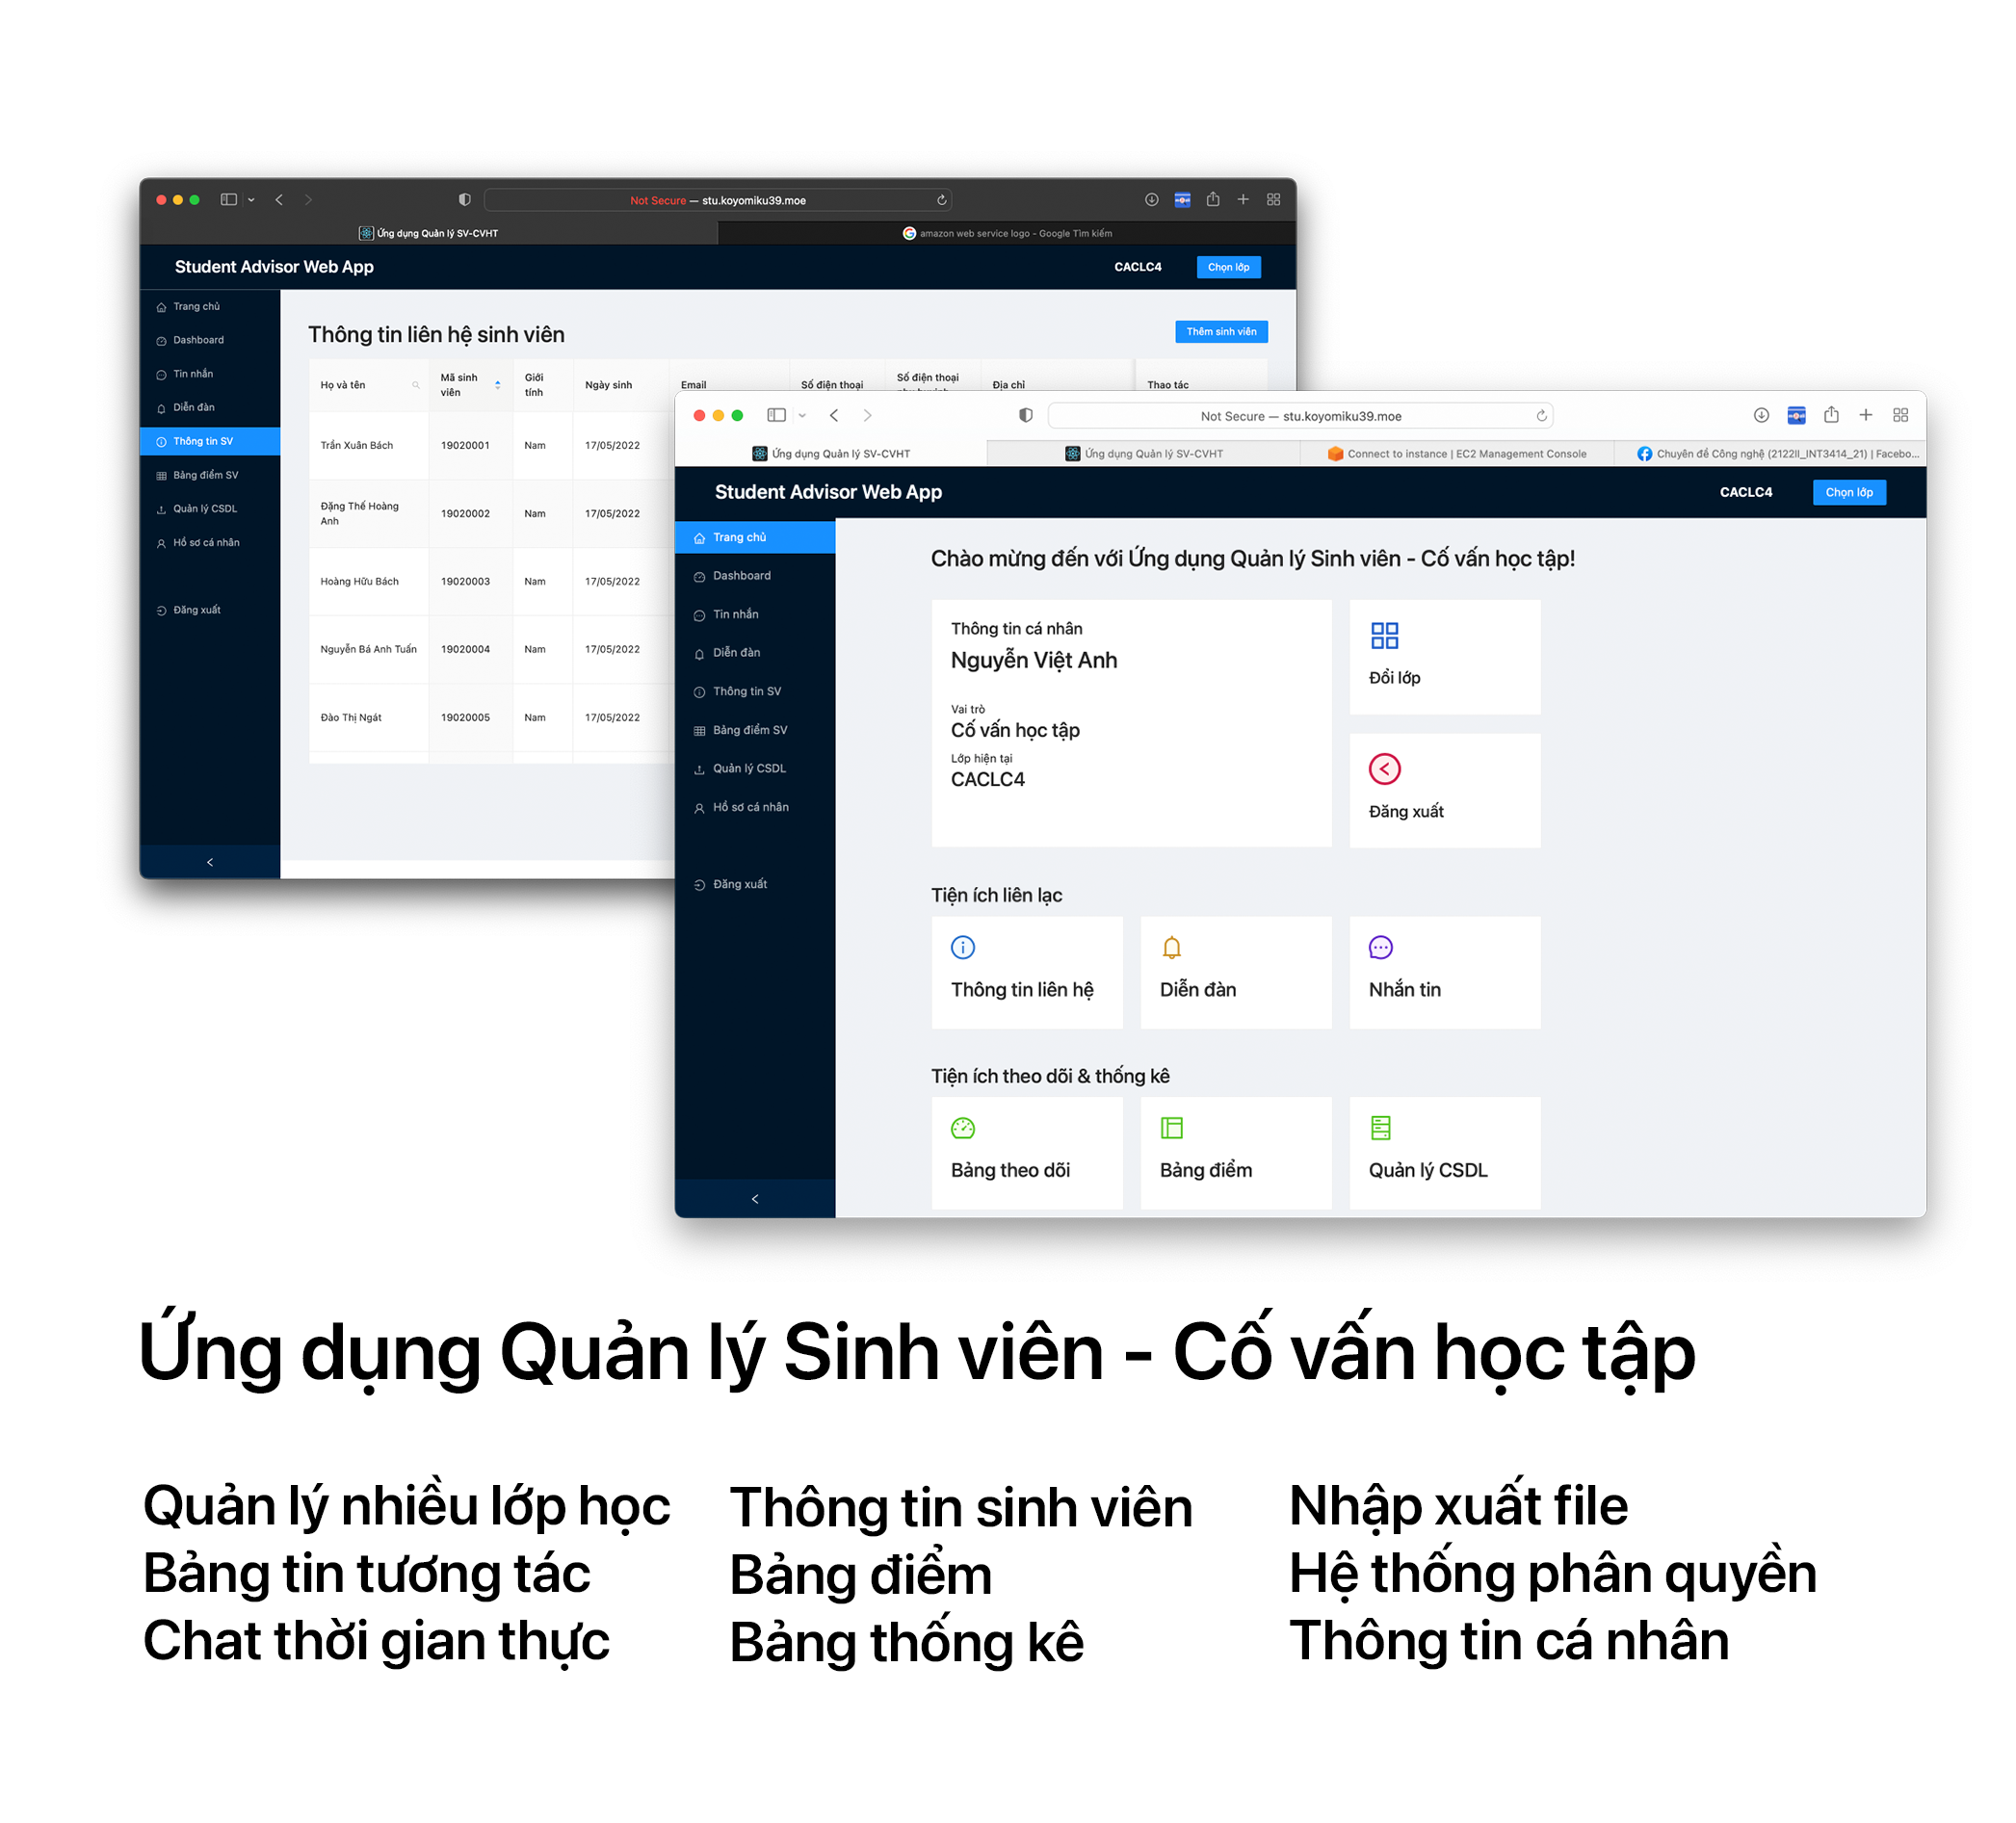 Not Secure — stu.koyomiku39.moe
Ứng dụng Quản lý SV-CVHT
amazon web service logo - Google Tìm kiếm
Student Advisor Web App
CACLC4
Chọn lớp
Trang chủ
Dashboard
Tin nhắn
Diễn đàn
Thông tin SV
Bảng điểm SV
Quản lý CSDL
Hồ sơ cá nhân
Đăng xuất
Thông tin liên hệ sinh viên
Thêm sinh viên
Họ và tên
Mã sinh viên
Giới tính
Ngày sinh
Email
Số điện thoại
Số điện thoại
Địa chỉ
Thao tác
Trần Xuân Bách 19020001 Nam 17/05/2022
Đặng Thế Hoàng Anh 19020002 Nam 17/05/2022
Hoàng Hữu Bách 19020003 Nam 17/05/2022
Nguyễn Bá Anh Tuấn 19020004 Nam 17/05/2022
Đào Thị Ngát 19020005 Nam 17/05/2022
Not Secure — stu.koyomiku39.moe
Ứng dụng Quản lý SV-CVHT
Ứng dụng Quản lý SV-CVHT
Connect to instance | EC2 Management Console
Chuyên đề Công nghệ (2122II_INT3414_21) | Facebo...
Student Advisor Web App
CACLC4
Chọn lớp
Trang chủ
Dashboard
Tin nhắn
Diễn đàn
Thông tin SV
Bảng điểm SV
Quản lý CSDL
Hồ sơ cá nhân
Đăng xuất
Chào mừng đến với Ứng dụng Quản lý Sinh viên - Cố vấn học tập!
Thông tin cá nhân
Nguyễn Việt Anh
Vai trò
Cố vấn học tập
Lớp hiện tại
CACLC4
Đổi lớp
Đăng xuất
Tiện ích liên lạc
Thông tin liên hệ
Diễn đàn
Nhắn tin
Tiện ích theo dõi & thống kê
Bảng theo dõi
Bảng điểm
Quản lý CSDL
Ứng dụng Quản lý Sinh viên - Cố vấn học tập
Quản lý nhiều lớp học
Bảng tin tương tác
Chat thời gian thực
Thông tin sinh viên
Bảng điểm
Bảng thống kê
Nhập xuất file
Hệ thống phân quyền
Thông tin cá nhân